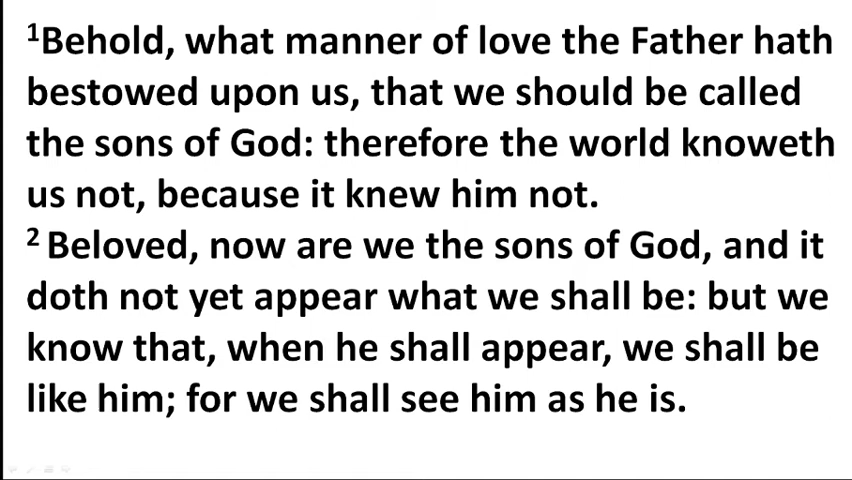 ¹Behold, what manner of love the Father hath
bestowed upon us, that we should be called
the sons of God: therefore the world knoweth
us not, because it knew him not.
² Beloved, now are we the sons of God, and it
doth not yet appear what we shall be: but we
know that, when he shall appear, we shall be
like him; for we shall see him as he is.